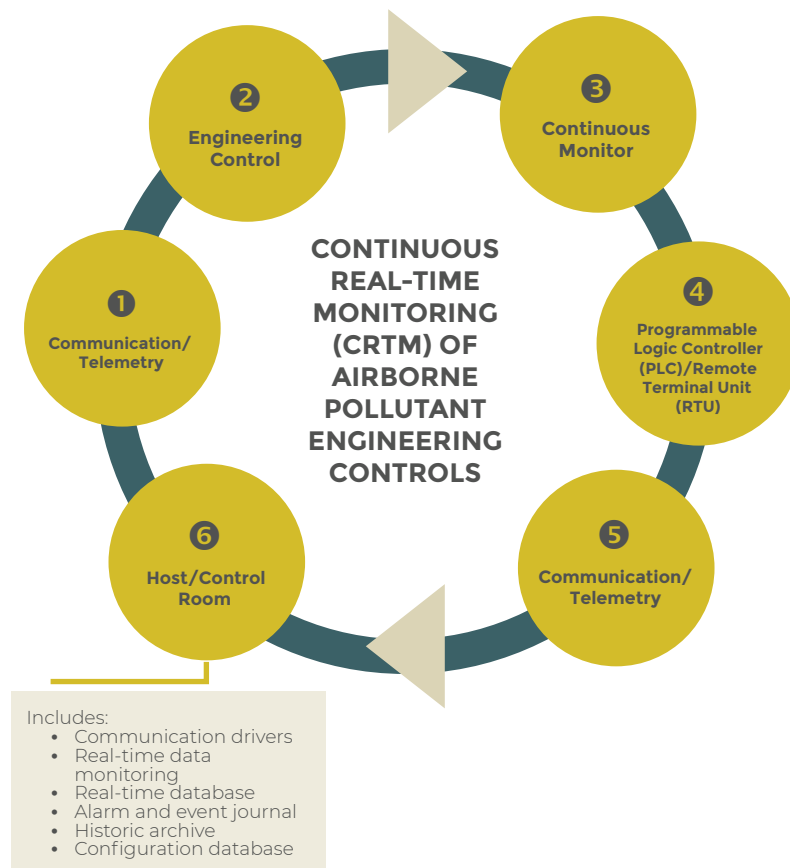 CONTINUOUS
REAL-TIME
MONITORING
(CRTM) OF
AIRBORNE
POLLUTANT
ENGINEERING
CONTROLS
1
Communication/
Telemetry
2
Engineering
Control
3
Continuous
Monitor
4
Programmable
Logic Controller
(PLC)/Remote
Terminal Unit
(RTU)
5
Communication/
Telemetry
6
Host/Control
Room
Includes:
• Communication drivers
• Real-time data
monitoring
• Real-time database
• Alarm and event journal
• Historic archive
• Configuration database